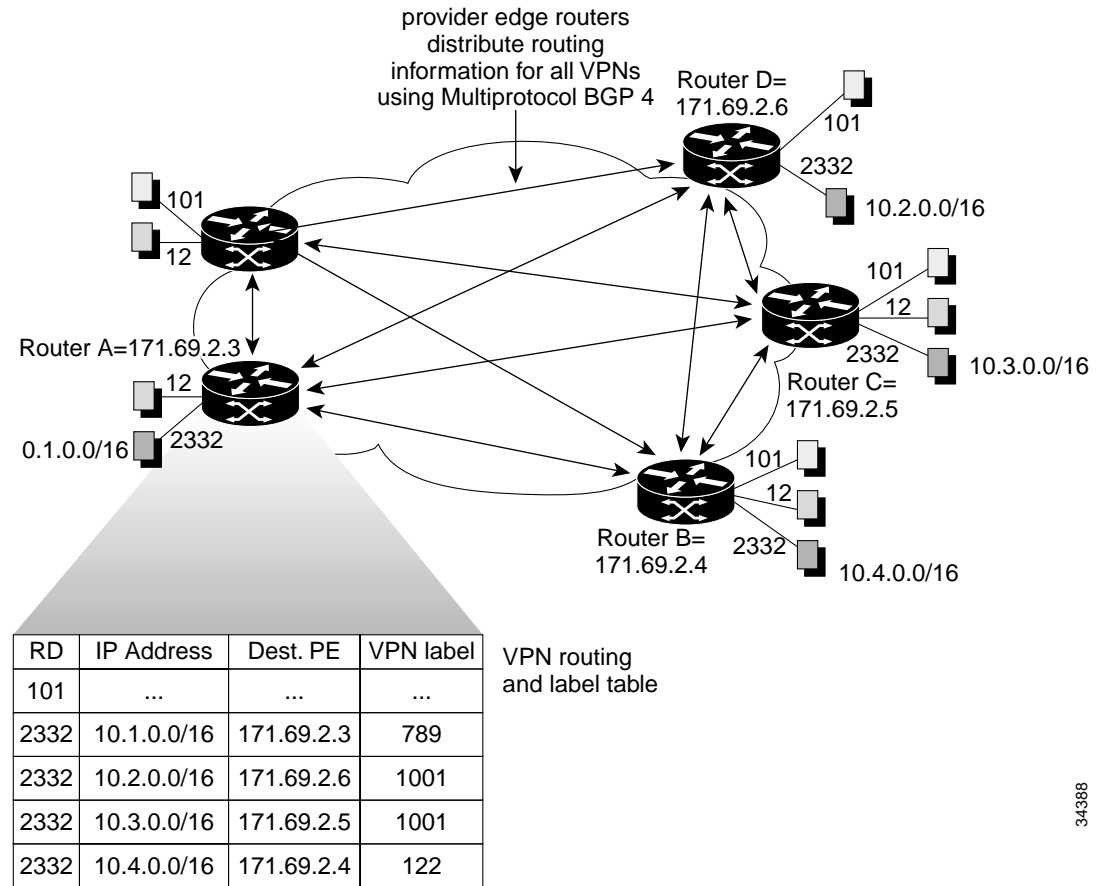 provider edge routers
distribute routing
information for all VPNs
using Multiprotocol BGP 4
Router D=
171.69.2.6
101
2332
10.2.0.0/16
101
12
101
12
2332
10.3.0.0/16
Router C=
171.69.2.5
Router A=171.69.2.3
12
2332
0.1.0.0/16
101
12
2332
10.4.0.0/16
Router B=
171.69.2.4
RD IP Address Dest. PE VPN label
101 ... ... ...
2332 10.1.0.0/16 171.69.2.3 789
2332 10.2.0.0/16 171.69.2.6 1001
2332 10.3.0.0/16 171.69.2.5 1001
2332 10.4.0.0/16 171.69.2.4 122
VPN routing
and label table
34388